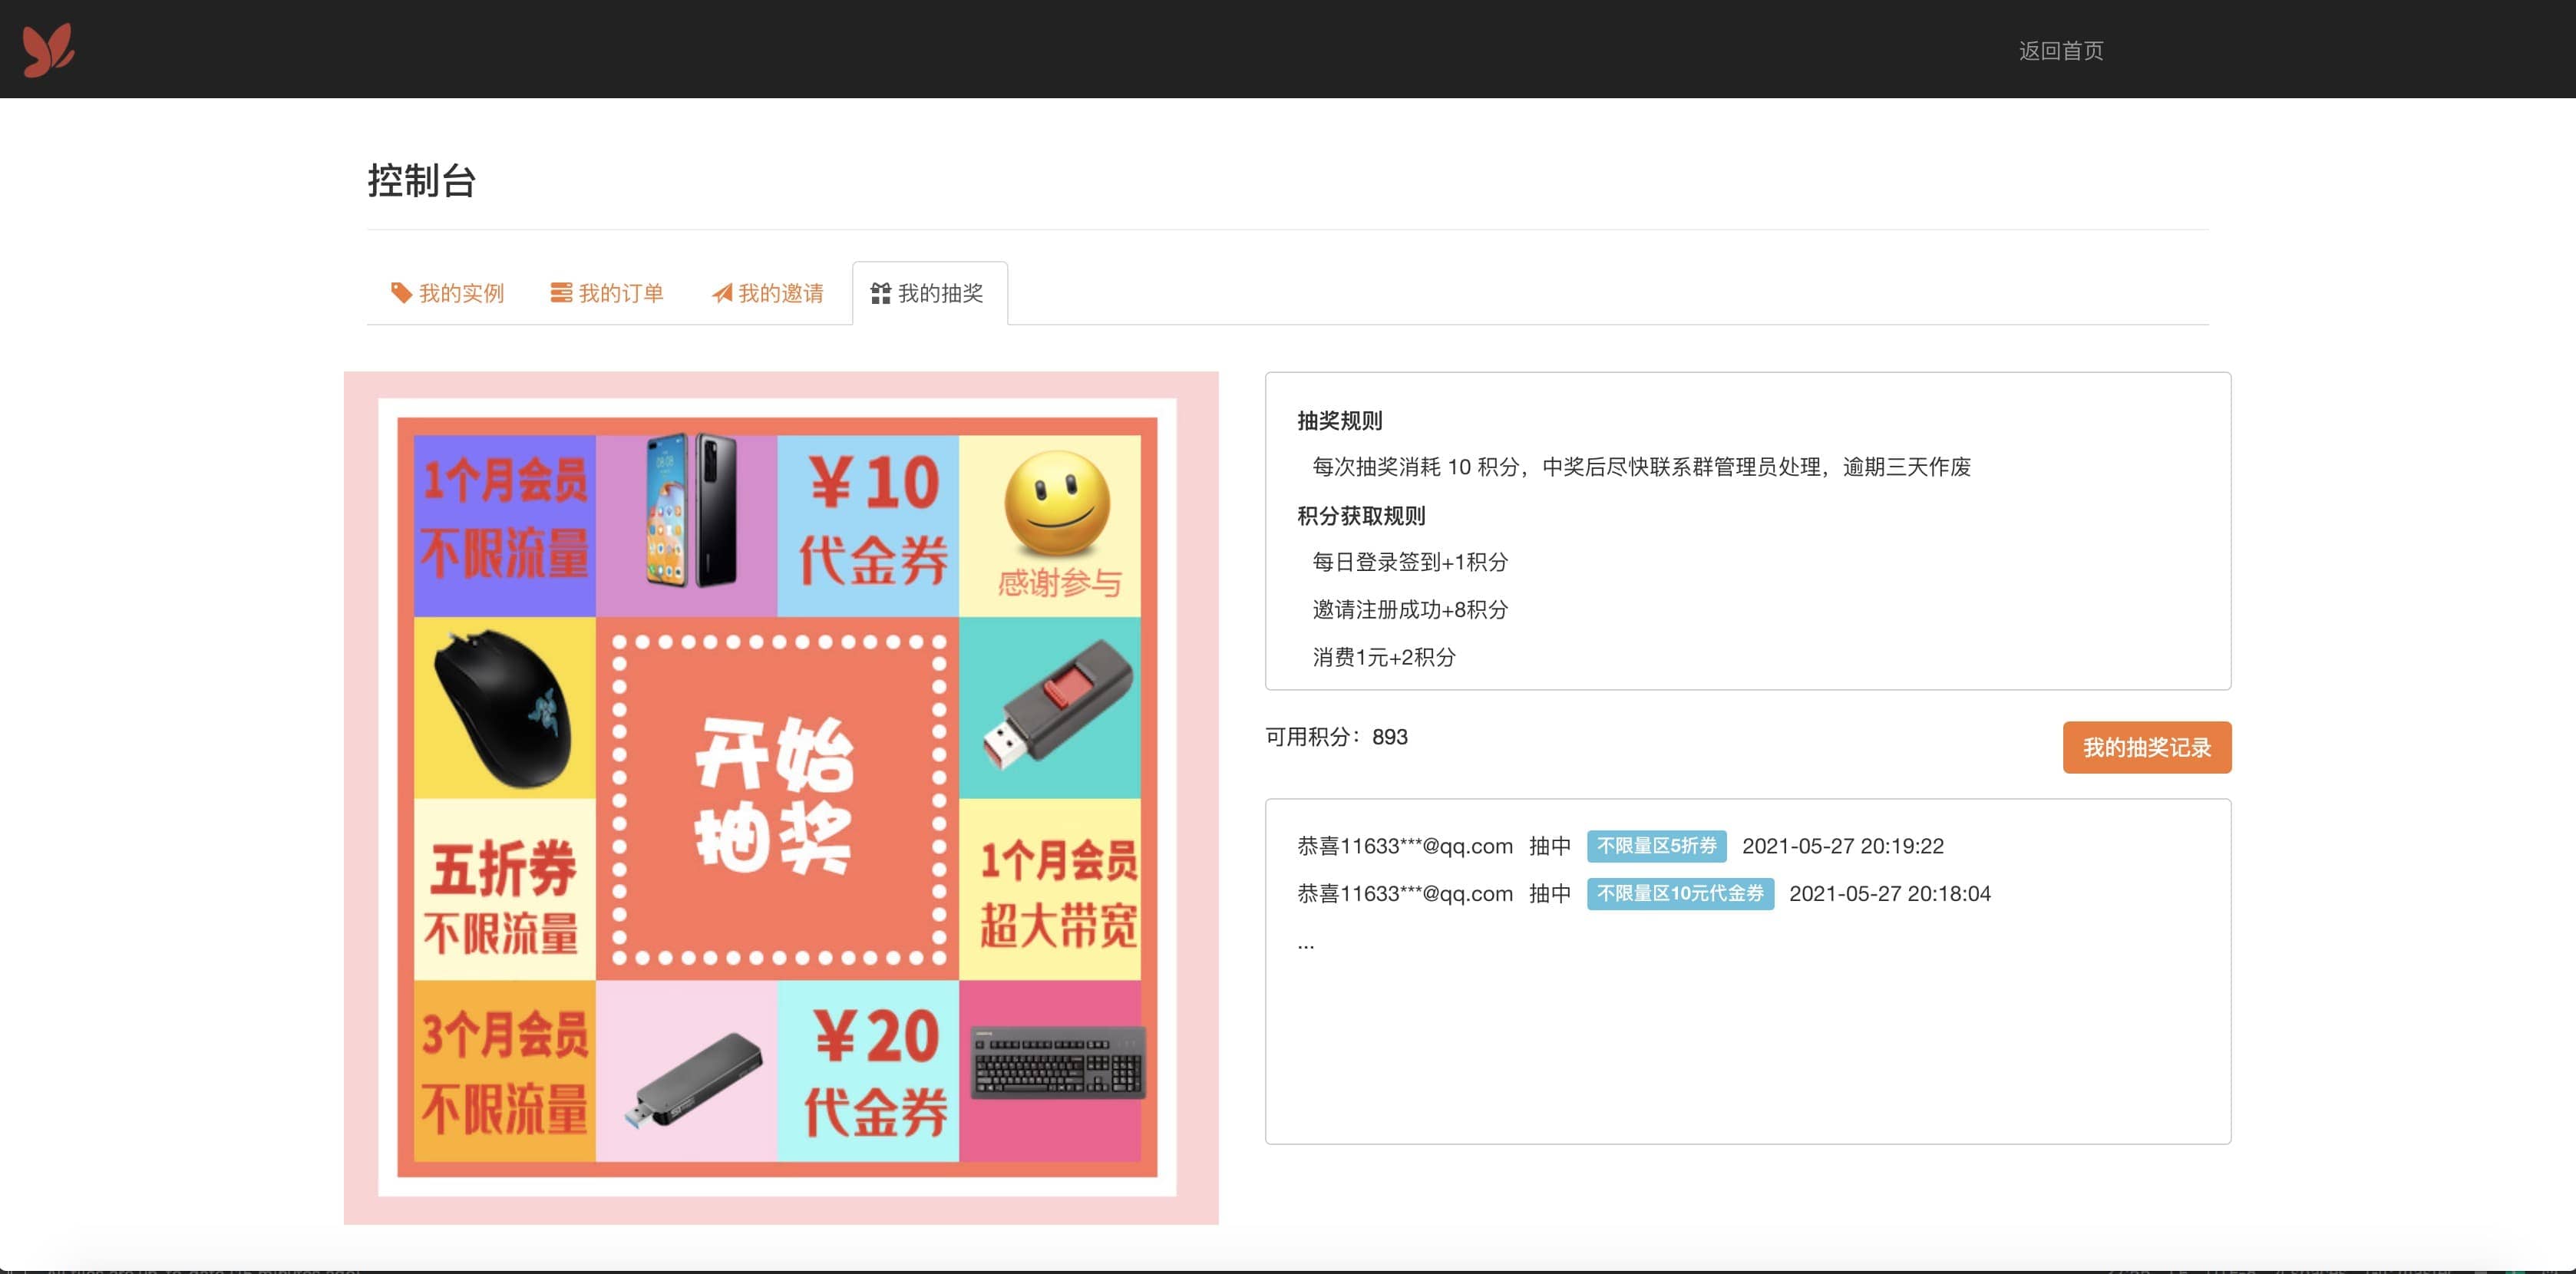 返回首页
控制台
我的实例
我的订单
我的邀请
我的抽奖
1个月会员
不限流量
¥10
代金券
感谢参与
开始
抽奖
五折券
不限流量
1个月会员
超大带宽
3个月会员
不限流量
¥20
代金券
抽奖规则
每次抽奖消耗 10 积分，中奖后尽快联系群管理员处理，逾期三天作废
积分获取规则
每日登录签到+1积分
邀请注册成功+8积分
消费1元+2积分
可用积分：893
我的抽奖记录
恭喜11633***@qq.com 抽中 不限量区5折券 2021-05-27 20:19:22
恭喜11633***@qq.com 抽中 不限量区10元代金券 2021-05-27 20:18:04
...